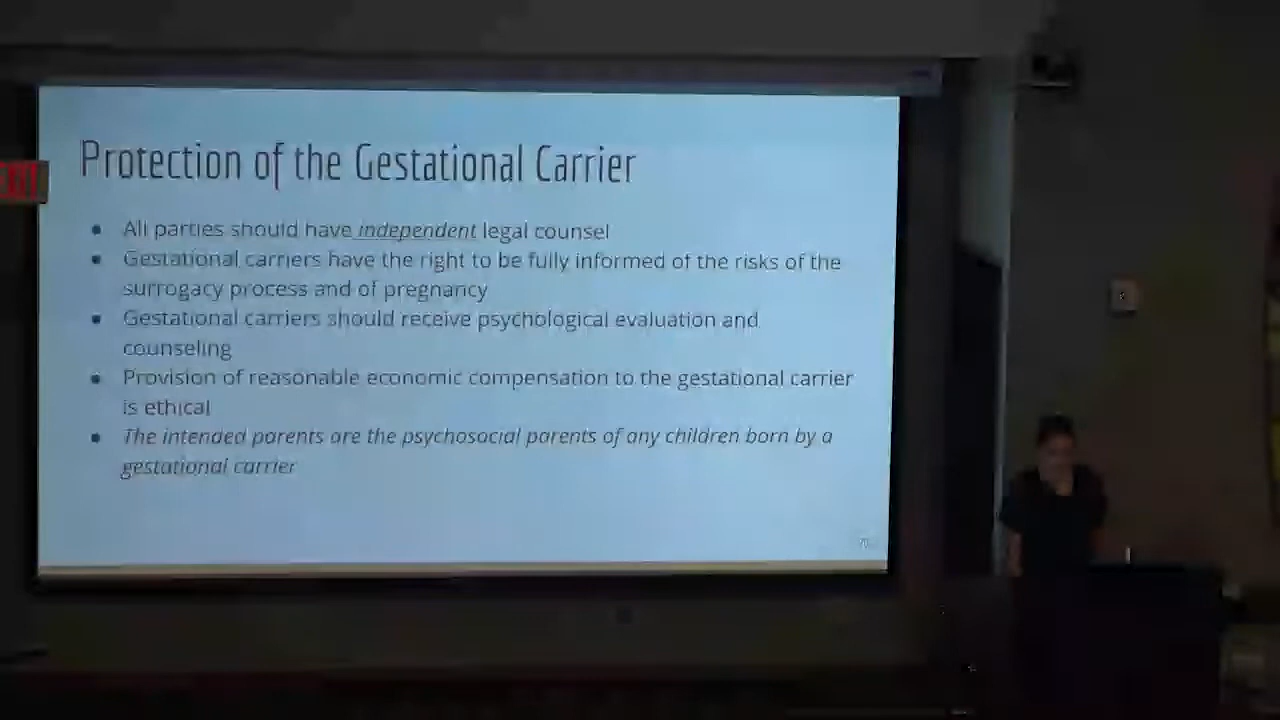 Protection of the Gestational Carrier
● All parties should have independent legal counsel
● Gestational carriers have the right to be fully informed of the risks of the
surrogacy process and of pregnancy
● Gestational carriers should receive psychological evaluation and
counseling
● Provision of reasonable economic compensation to the gestational carrier
is ethical
● The intended parents are the psychosocial parents of any children born by a
gestational carrier